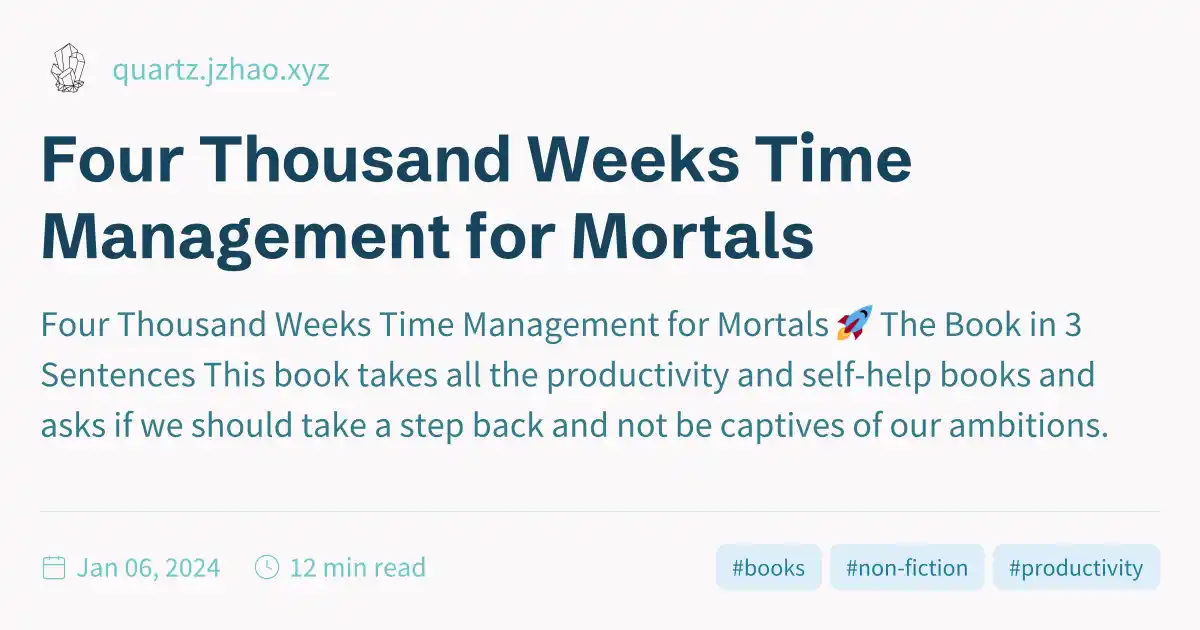 quartz.jzhao.xyz
Four Thousand Weeks Time
Management for Mortals
Four Thousand Weeks Time Management for Mortals 🚀 The Book in 3
Sentences This book takes all the productivity and self-help books and
asks if we should take a step back and not be captives of our ambitions.
Jan 06, 2024 12 min read #books #non-fiction #productivity